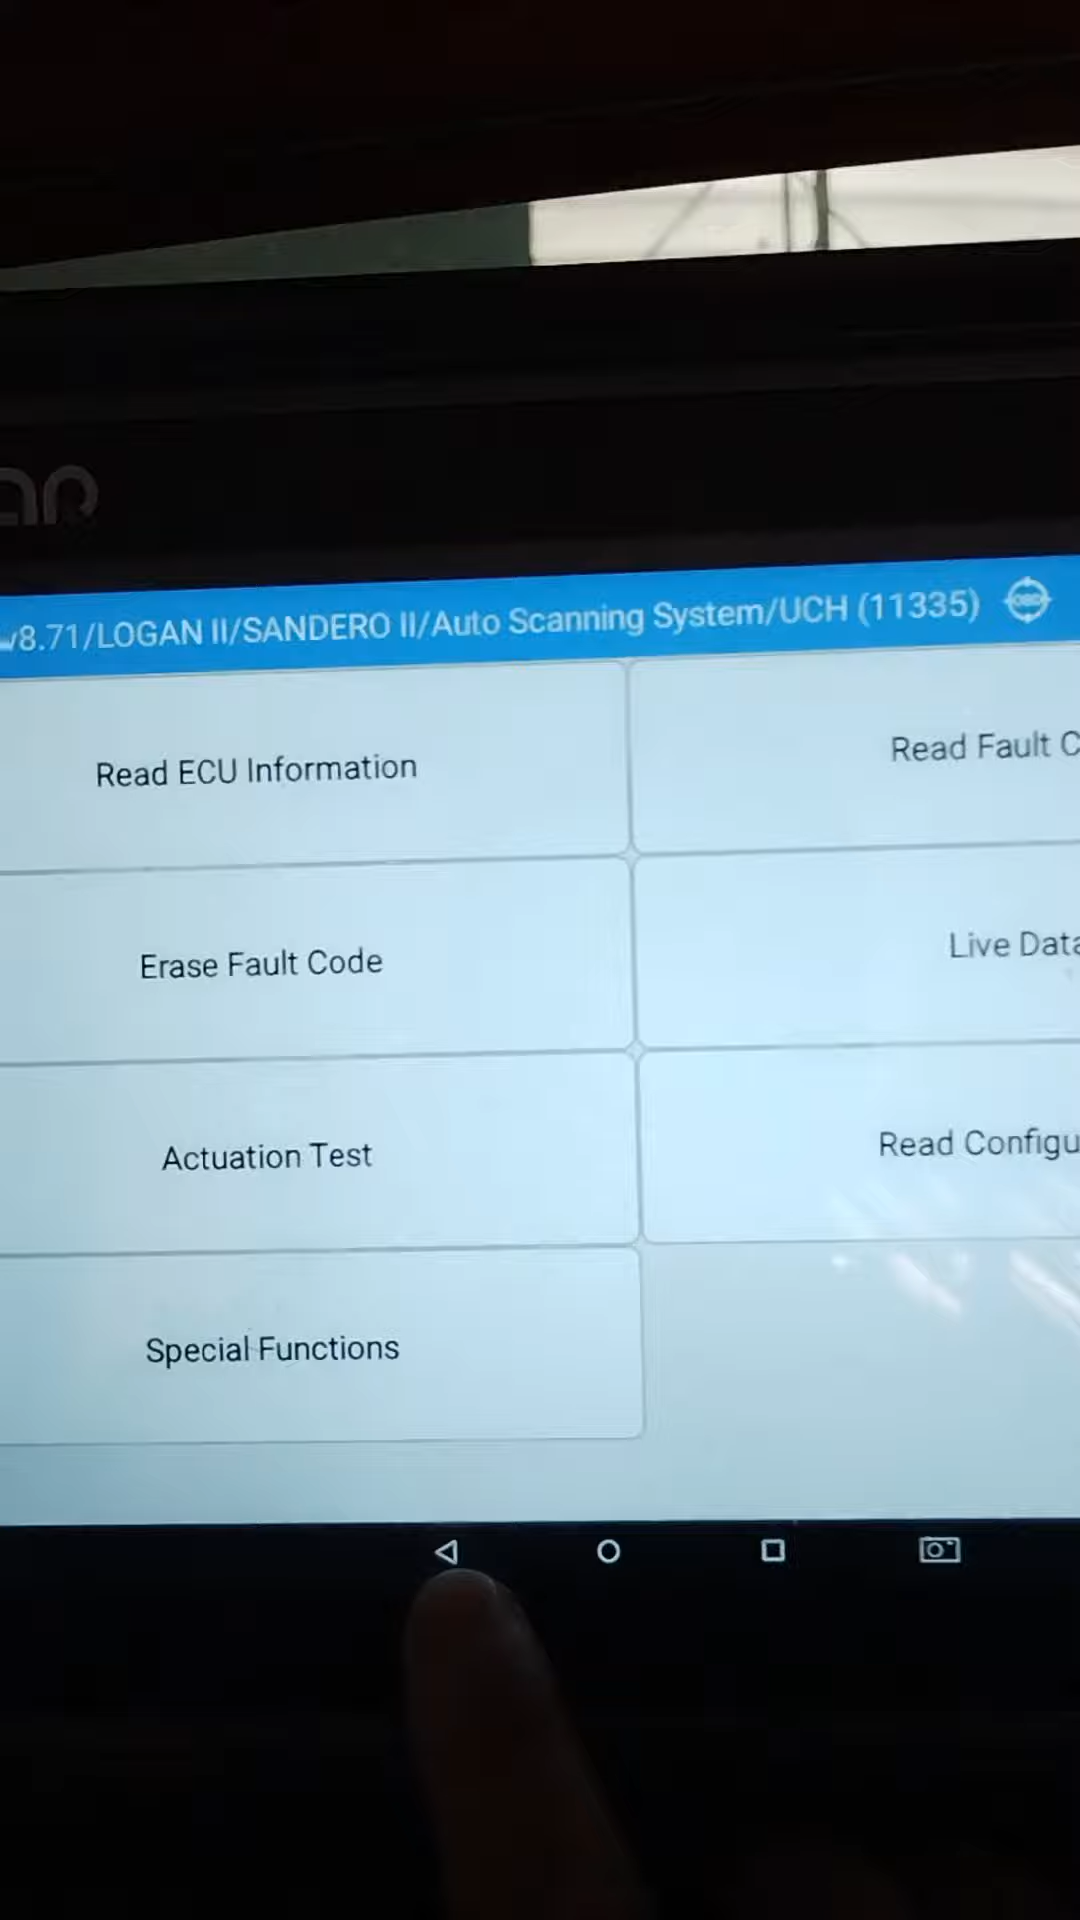 v8.71/LOGAN II/SANDERO II/Auto Scanning System/UCH (11335)
Read ECU Information
Read Fault C
Erase Fault Code
Live Data
Actuation Test
Read Configu
Special Functions